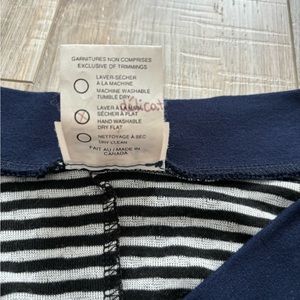 GARNITURES NON COMPRISES
EXCLUSIVE OF TRIMMINGS
LAVER-SÉCHER
À LA MACHINE
MACHINE WASHABLE
TUMBLE DRY
LAVER À LA MAIN délicat
SÉCHER À PLAT
HAND WASHABLE
DRY FLAT
NETTOYAGE À SEC
DRY CLEAN
FAIT AU / MADE IN
CANADA